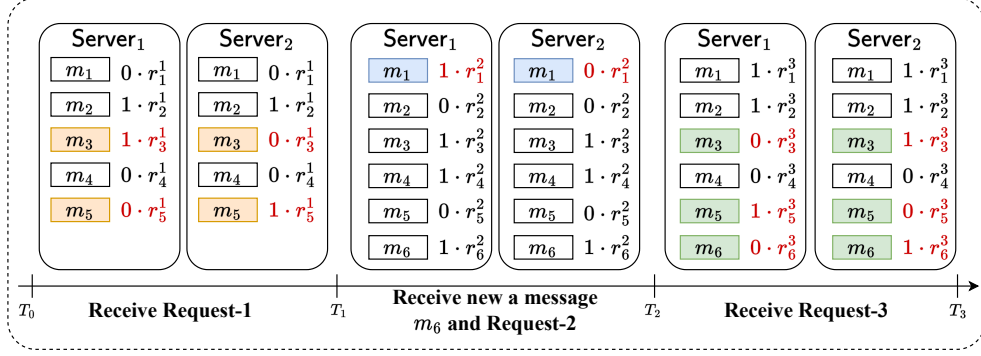 Server₁ Server₂ Server₁ Server₂ Server₁ Server₂
m₁ 0 · r₁¹ m₁ 0 · r₁¹ m₁ 1 · r₁² m₁ 0 · r₁² m₁ 1 · r₁³ m₁ 1 · r₁³
m₂ 1 · r₂¹ m₂ 1 · r₂¹ m₂ 0 · r₂² m₂ 0 · r₂² m₂ 1 · r₂³ m₂ 1 · r₂³
m₃ 1 · r₃¹ m₃ 0 · r₃¹ m₃ 1 · r₃² m₃ 1 · r₃² m₃ 0 · r₃³ m₃ 1 · r₃³
m₄ 0 · r₄¹ m₄ 0 · r₄¹ m₄ 1 · r₄² m₄ 1 · r₄² m₄ 0 · r₄³ m₄ 0 · r₄³
m₅ 0 · r₅¹ m₅ 1 · r₅¹ m₅ 0 · r₅² m₅ 0 · r₅² m₅ 1 · r₅³ m₅ 0 · r₅³
m₆ 1 · r₆² m₆ 1 · r₆² m₆ 0 · r₆³ m₆ 1 · r₆³
T₀ Receive Request-1 T₁ Receive new a message T₂ Receive Request-3 T₃
m₆ and Request-2